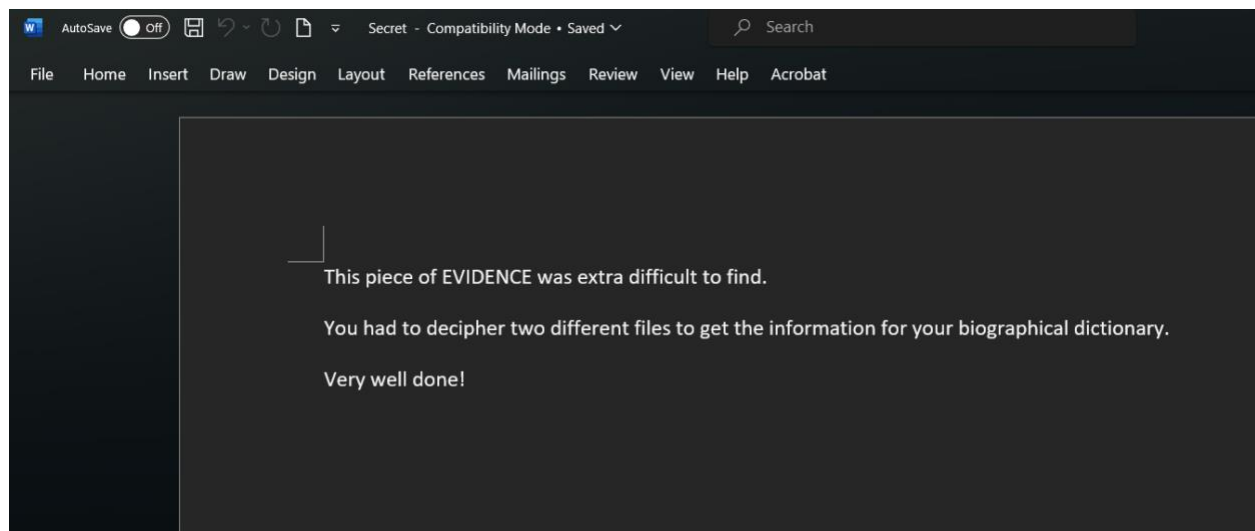 W AutoSave Off Secret - Compatibility Mode • Saved Search
File Home Insert Draw Design Layout References Mailings Review View Help Acrobat
This piece of EVIDENCE was extra difficult to find.
You had to decipher two different files to get the information for your biographical dictionary.
Very well done!